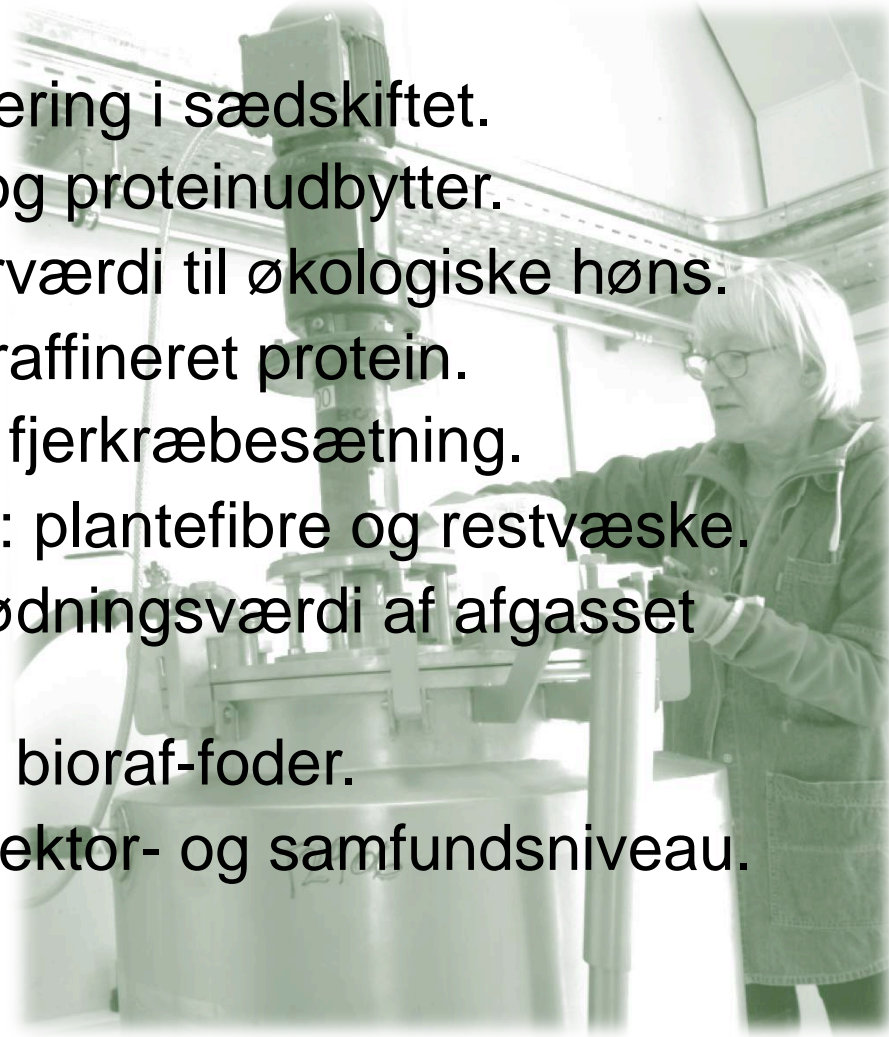 ering i sædskiftet.
og proteinudbytter.
rværdi til økologiske høns.
raffineret protein.
fjerkræbesætning.
: plantefibre og restvæske.
ødningsværdi af afgasset
bioraf-foder.
ektor- og samfundsniveau.